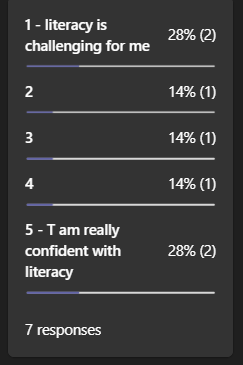 1 - literacy is
challenging for me
28% (2)
2
14% (1)
3
14% (1)
4
14% (1)
5 - T am really
confident with
literacy
28% (2)
7 responses